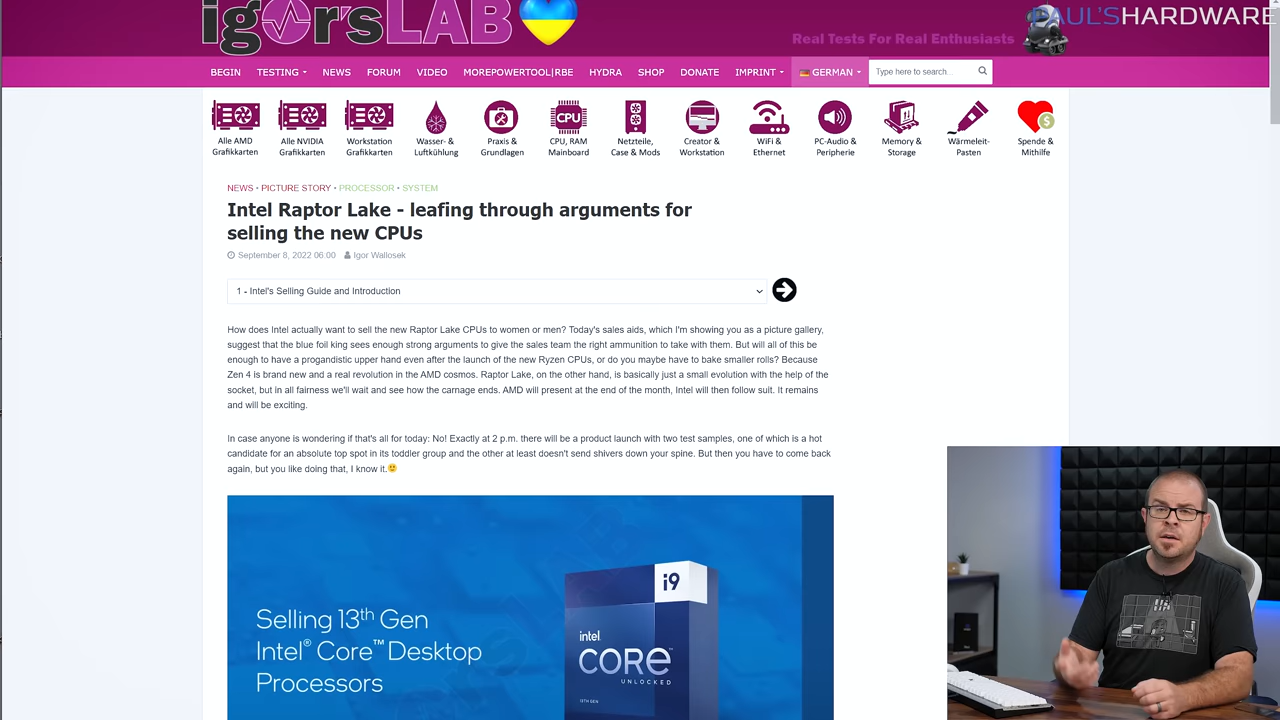 igor'sLAB
PAUL'SHARDWARE
Real Tests For Real Enthusiasts
BEGIN TESTING NEWS FORUM VIDEO MOREPOWERTOOL|RBE HYDRA SHOP DONATE IMPRINT GERMAN Type here to search...
Alle AMD Grafikkarten
Alle NVIDIA Grafikkarten
Workstation Grafikkarten
Wasser- & Luftkühlung
Praxis & Grundlagen
CPU
CPU, RAM Mainboard
Netzteile, Case & Mods
Creator & Workstation
WiFi & Ethernet
PC-Audio & Peripherie
Memory & Storage
Wärmeleit-Pasten
$
Spende & Mithilfe
NEWS • PICTURE STORY • PROCESSOR • SYSTEM
Intel Raptor Lake - leafing through arguments for
selling the new CPUs
September 8, 2022 06:00 Igor Wallosek
1 - Intel's Selling Guide and Introduction
How does Intel actually want to sell the new Raptor Lake CPUs to women or men? Today's sales aids, which I'm showing you as a picture gallery,
suggest that the blue foil king sees enough strong arguments to give the sales team the right ammunition to take with them. But will all of this be
enough to have a progandistic upper hand even after the launch of the new Ryzen CPUs, or do you maybe have to bake smaller rolls? Because
Zen 4 is brand new and a real revolution in the AMD cosmos. Raptor Lake, on the other hand, is basically just a small evolution with the help of the
socket, but in all fairness we'll wait and see how the carnage ends. AMD will present at the end of the month, Intel will then follow suit. It remains
and will be exciting.
In case anyone is wondering if that's all for today: No! Exactly at 2 p.m. there will be a product launch with two test samples, one of which is a hot
candidate for an absolute top spot in its toddler group and the other at least doesn't send shivers down your spine. But then you have to come back
again, but you like doing that, I know it.
Selling 13th Gen
Intel® Core™ Desktop
Processors
i9
intel
CORE™
UNLOCKED
13TH GEN